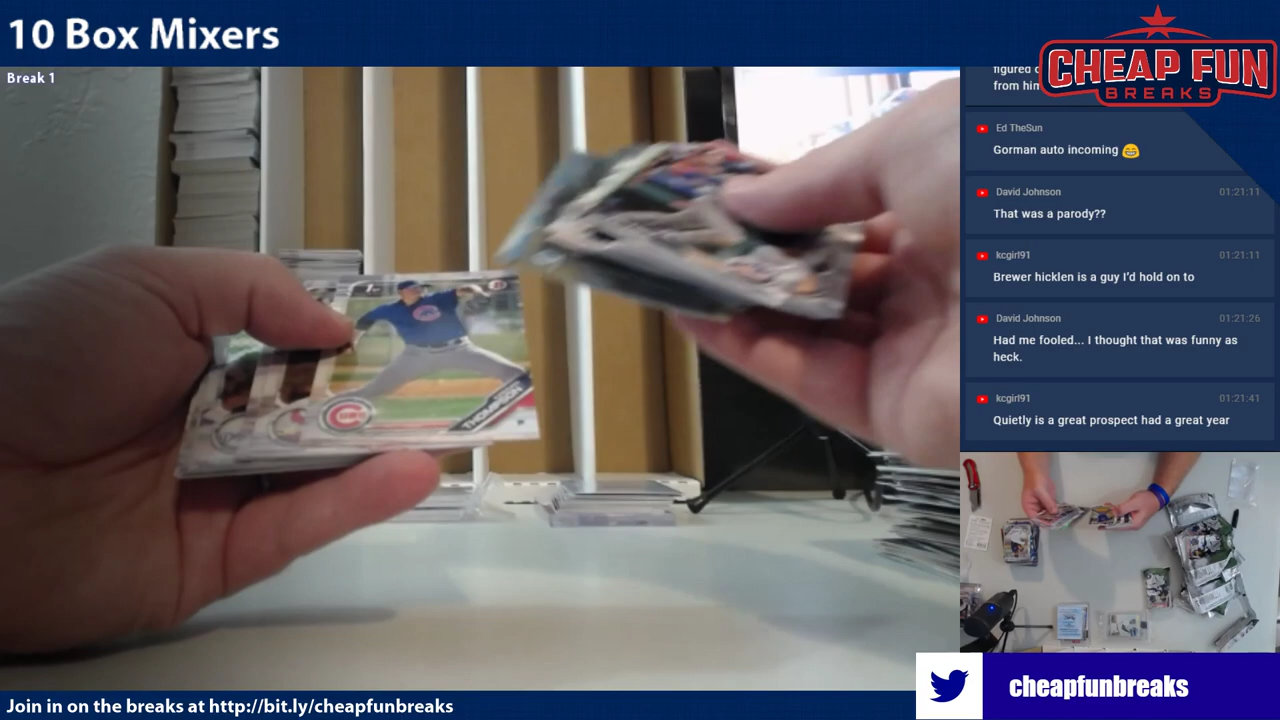 10 Box Mixers
Break 1
CHEAP FUN
BREAKS
from him
Ed TheSun
Gorman auto incoming 😂
David Johnson 01:21:11
That was a parody??
kcgirl91 01:21:11
Brewer hicklen is a guy I'd hold on to
David Johnson 01:21:26
Had me fooled... I thought that was funny as
heck.
kcgirl91 01:21:41
Quietly is a great prospect had a great year
THOMPSON
cheapfunbreaks
Join in on the breaks at http://bit.ly/cheapfunbreaks